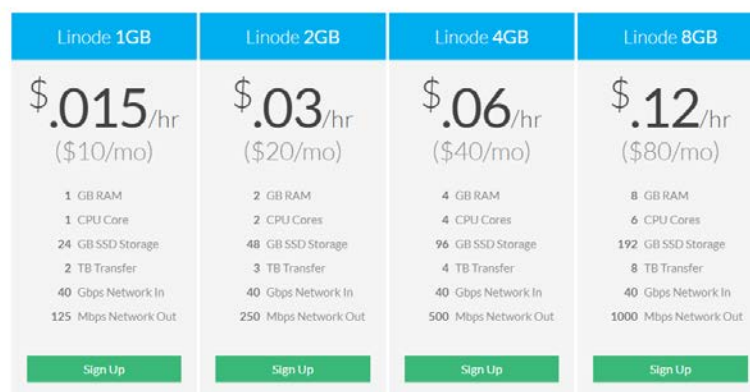 Linode 1GB
$.015/hr
($10/mo)
1 GB RAM
1 CPU Core
24 GB SSD Storage
2 TB Transfer
40 Gbps Network In
125 Mbps Network Out
Sign Up
Linode 2GB
$.03/hr
($20/mo)
2 GB RAM
2 CPU Cores
48 GB SSD Storage
3 TB Transfer
40 Gbps Network In
250 Mbps Network Out
Sign Up
Linode 4GB
$.06/hr
($40/mo)
4 GB RAM
4 CPU Cores
96 GB SSD Storage
4 TB Transfer
40 Gbps Network In
500 Mbps Network Out
Sign Up
Linode 8GB
$.12/hr
($80/mo)
8 GB RAM
6 CPU Cores
192 GB SSD Storage
8 TB Transfer
40 Gbps Network In
1000 Mbps Network Out
Sign Up